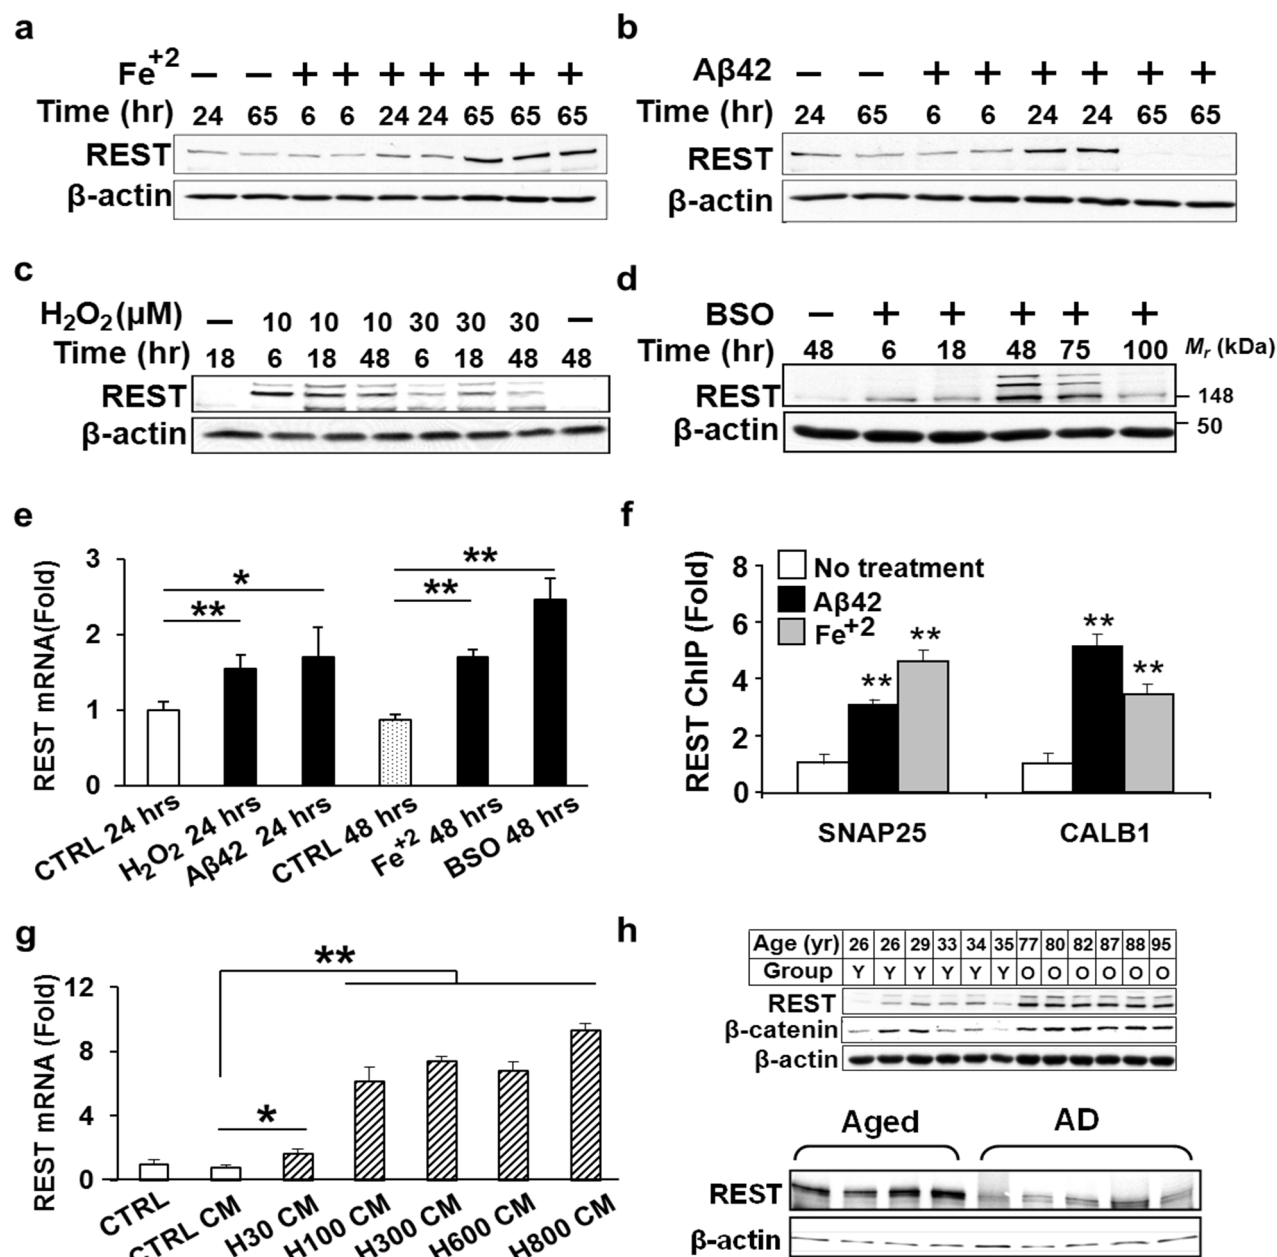 a
Fe+2 − − + + + + + + +
Time (hr) 24 65 6 6 24 24 65 65 65
REST
β-actin
b
Aβ42 − − + + + + + +
Time (hr) 24 65 6 6 24 24 65 65
REST
β-actin
c
H2O2(μM) − 10 10 10 30 30 30 −
Time (hr) 18 6 18 48 6 18 48 48
REST
β-actin
d
BSO − + + + + +
Time (hr) 48 6 18 48 75 100 Mr (kDa)
REST 148
β-actin 50
e
REST mRNA(Fold)
3
2
1
0
*
**
**
**
CTRL 24 hrs
H2O2 24 hrs
Aβ42 24 hrs
CTRL 48 hrs
Fe+2 48 hrs
BSO 48 hrs
f
REST ChIP (Fold)
8
6
4
2
0
No treatment
Aβ42
Fe+2
**
**
**
**
SNAP25
CALB1
g
REST mRNA (Fold)
12
8
4
0
**
*
CTRL
CTRL CM
H30 CM
H100 CM
H300 CM
H600 CM
H800 CM
h
Age (yr) 26 26 29 33 34 35 77 80 82 87 88 95
Group Y Y Y Y Y Y O O O O O O
REST
β-catenin
β-actin
Aged AD
REST
β-actin